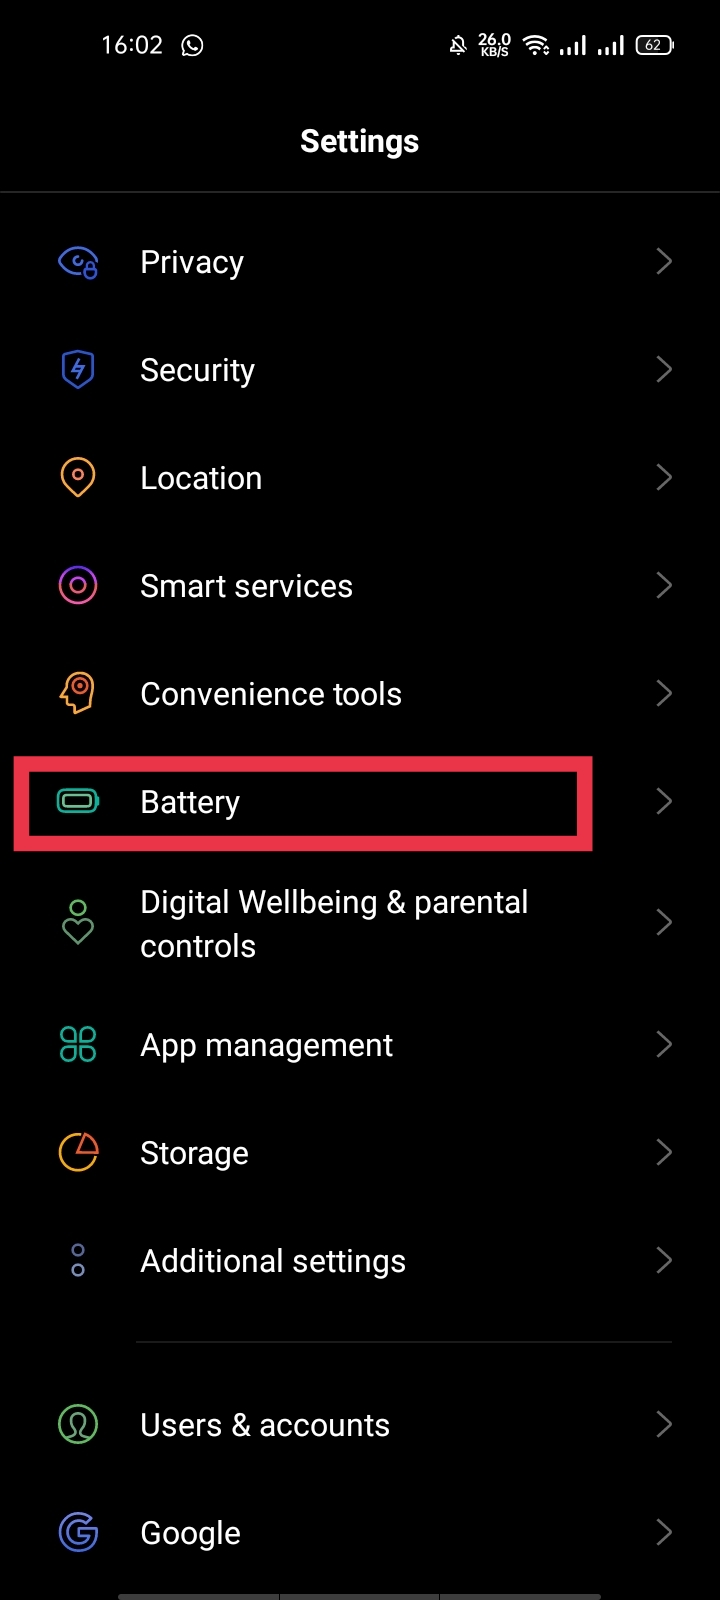 16:02
26.0
KB/S
62
Settings
Privacy
Security
Location
Smart services
Convenience tools
Battery
Digital Wellbeing & parental
controls
App management
Storage
Additional settings
Users & accounts
Google